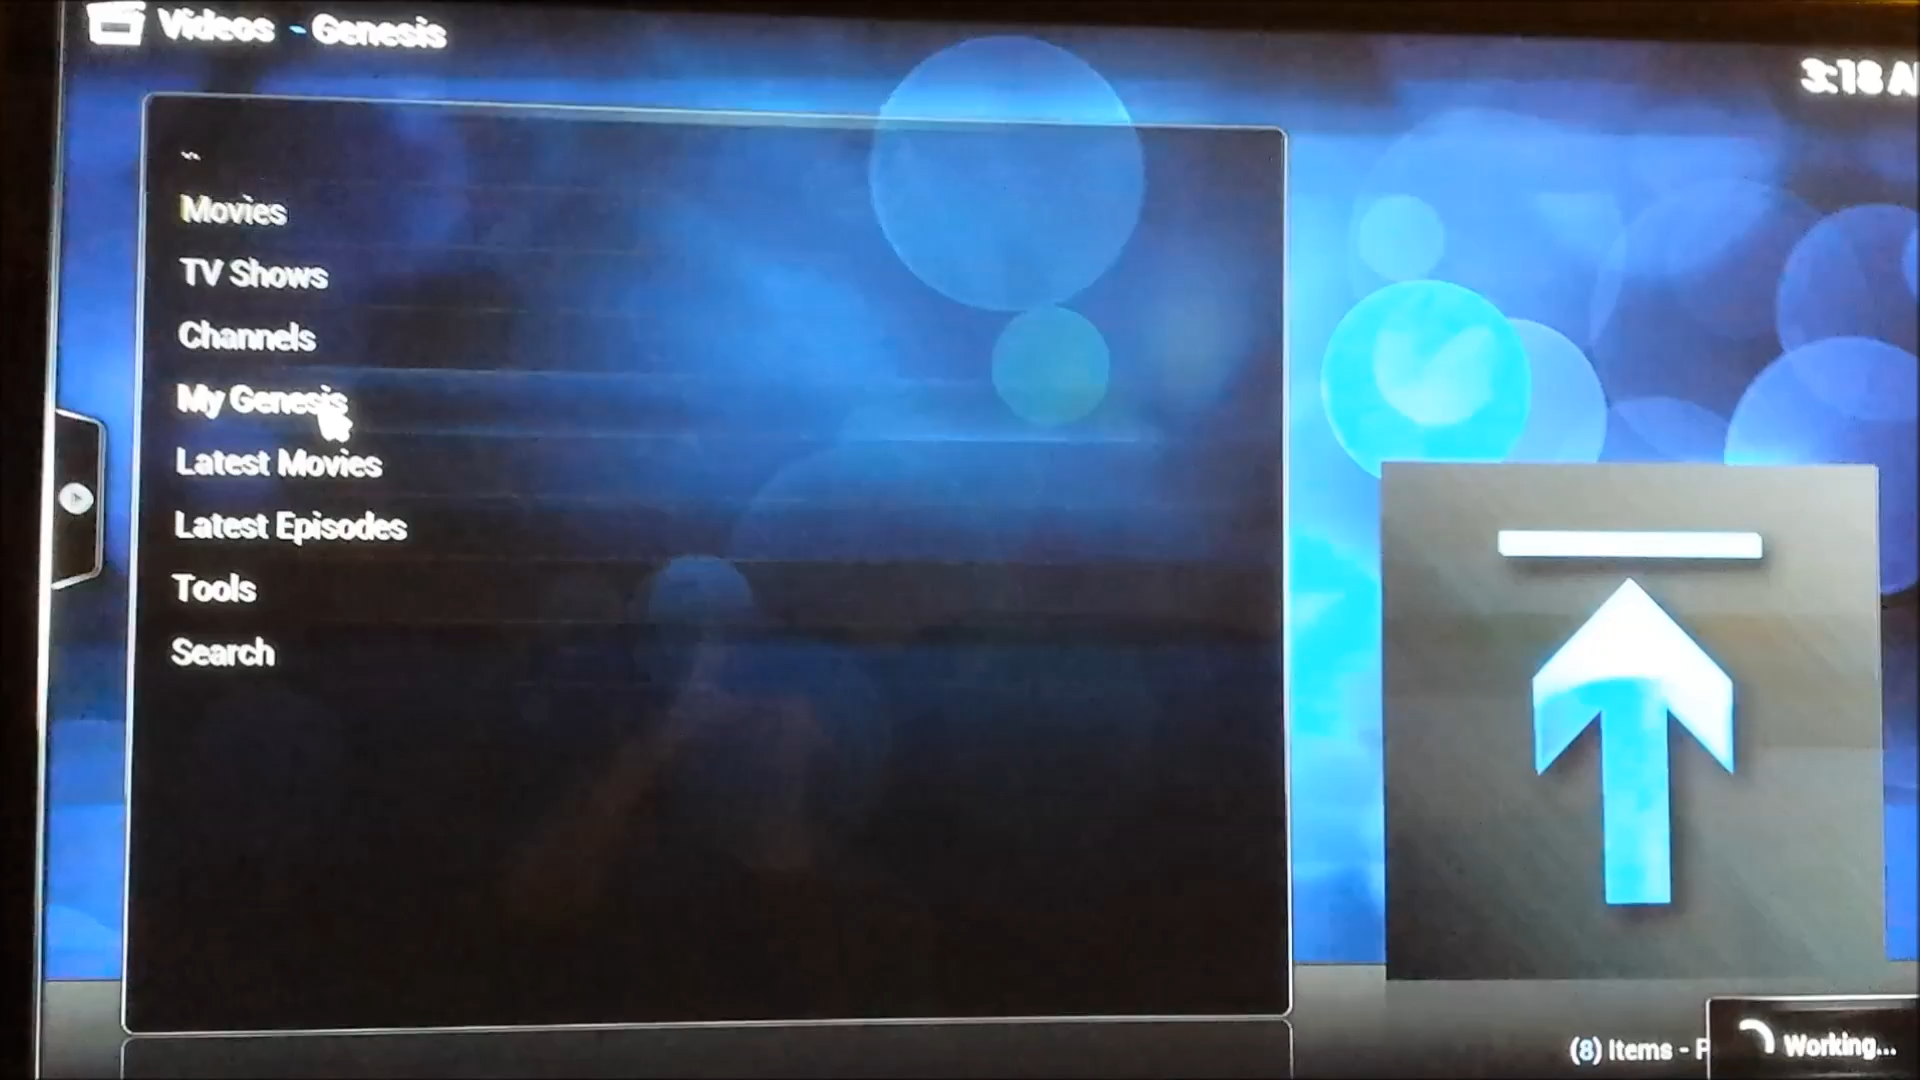 Videos - Genesis
3:18 A
..
Movies
TV Shows
Channels
My Genesis
Latest Movies
Latest Episodes
Tools
Search
(8) Items - P
Working...